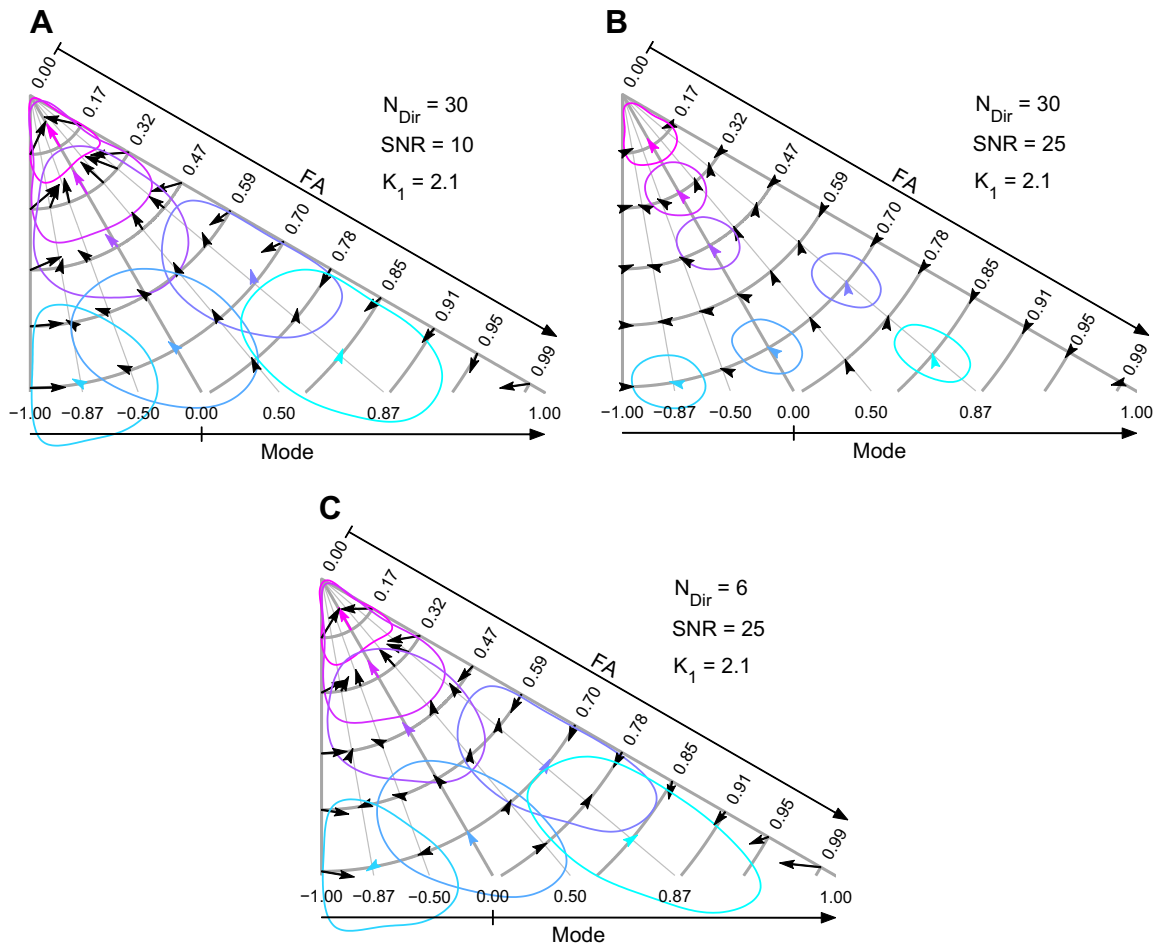 A
0.00
0.17
0.32
0.47
0.59
0.70
0.78
0.85
0.91
0.95
0.99
FA
N_Dir = 30
SNR = 10
K_1 = 2.1
−1.00 −0.87 −0.50 0.00 0.50 0.87 1.00
Mode
B
0.00
0.17
0.32
0.47
0.59
0.70
0.78
0.85
0.91
0.95
0.99
FA
N_Dir = 30
SNR = 25
K_1 = 2.1
−1.00 −0.87 −0.50 0.00 0.50 0.87 1.00
Mode
C
0.00
0.17
0.32
0.47
0.59
0.70
0.78
0.85
0.91
0.95
0.99
FA
N_Dir = 6
SNR = 25
K_1 = 2.1
−1.00 −0.87 −0.50 0.00 0.50 0.87 1.00
Mode